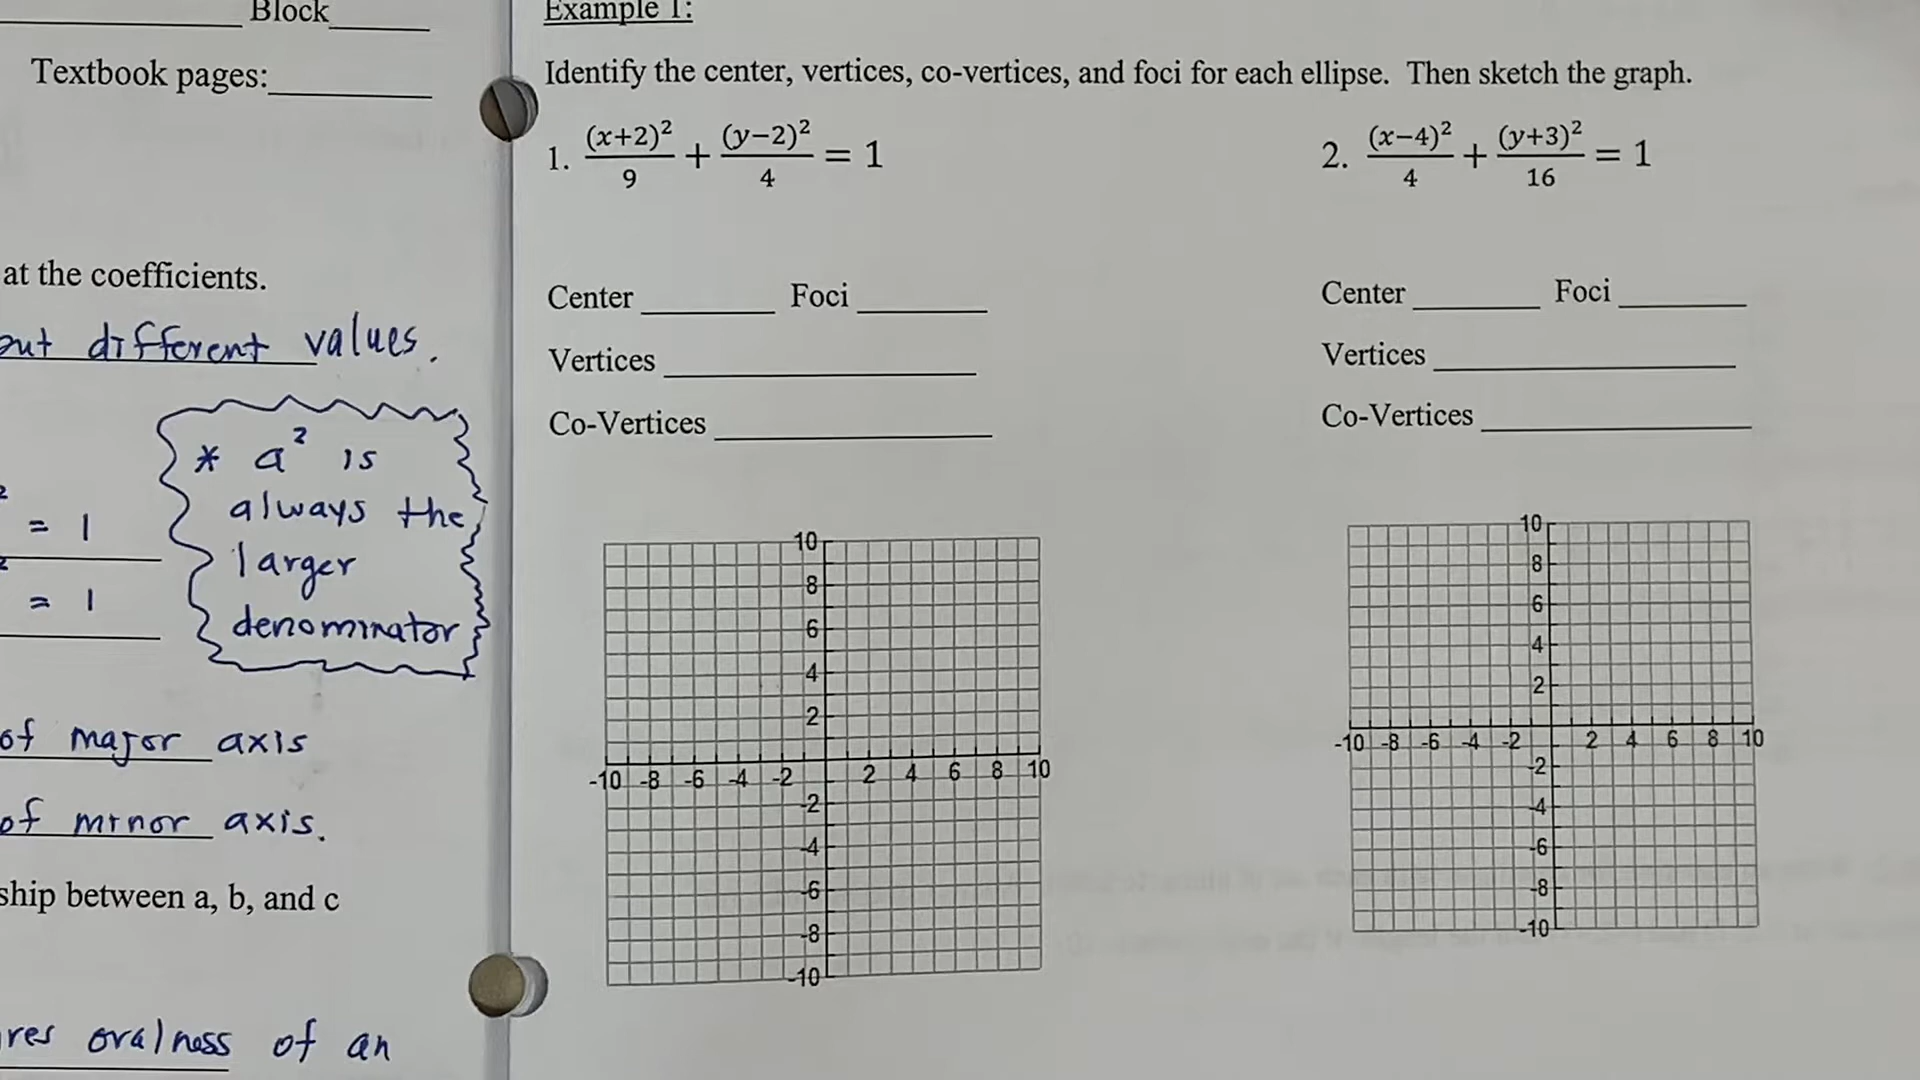 Block
Textbook pages:
at the coefficients.
different values.
= 1
= 1
* a² is
always the
larger
denominator
of major axis
of minor axis.
between a, b, and c
ovalness of an
Example 1:
Identify the center, vertices, co-vertices, and foci for each ellipse. Then sketch the graph.
1. (x+2)²/9 + (y−2)²/4 = 1
Center Foci
Vertices
Co-Vertices
10
8
6
4
2
-10 -8 -6 -4 -2 2 4 6 8 10
-2
-4
-6
-8
-10
2. (x−4)²/4 + (y+3)²/16 = 1
Center Foci
Vertices
Co-Vertices
10
8
6
4
2
-10 -8 -6 -4 -2 2 4 6 8 10
-2
-4
-6
-8
-10